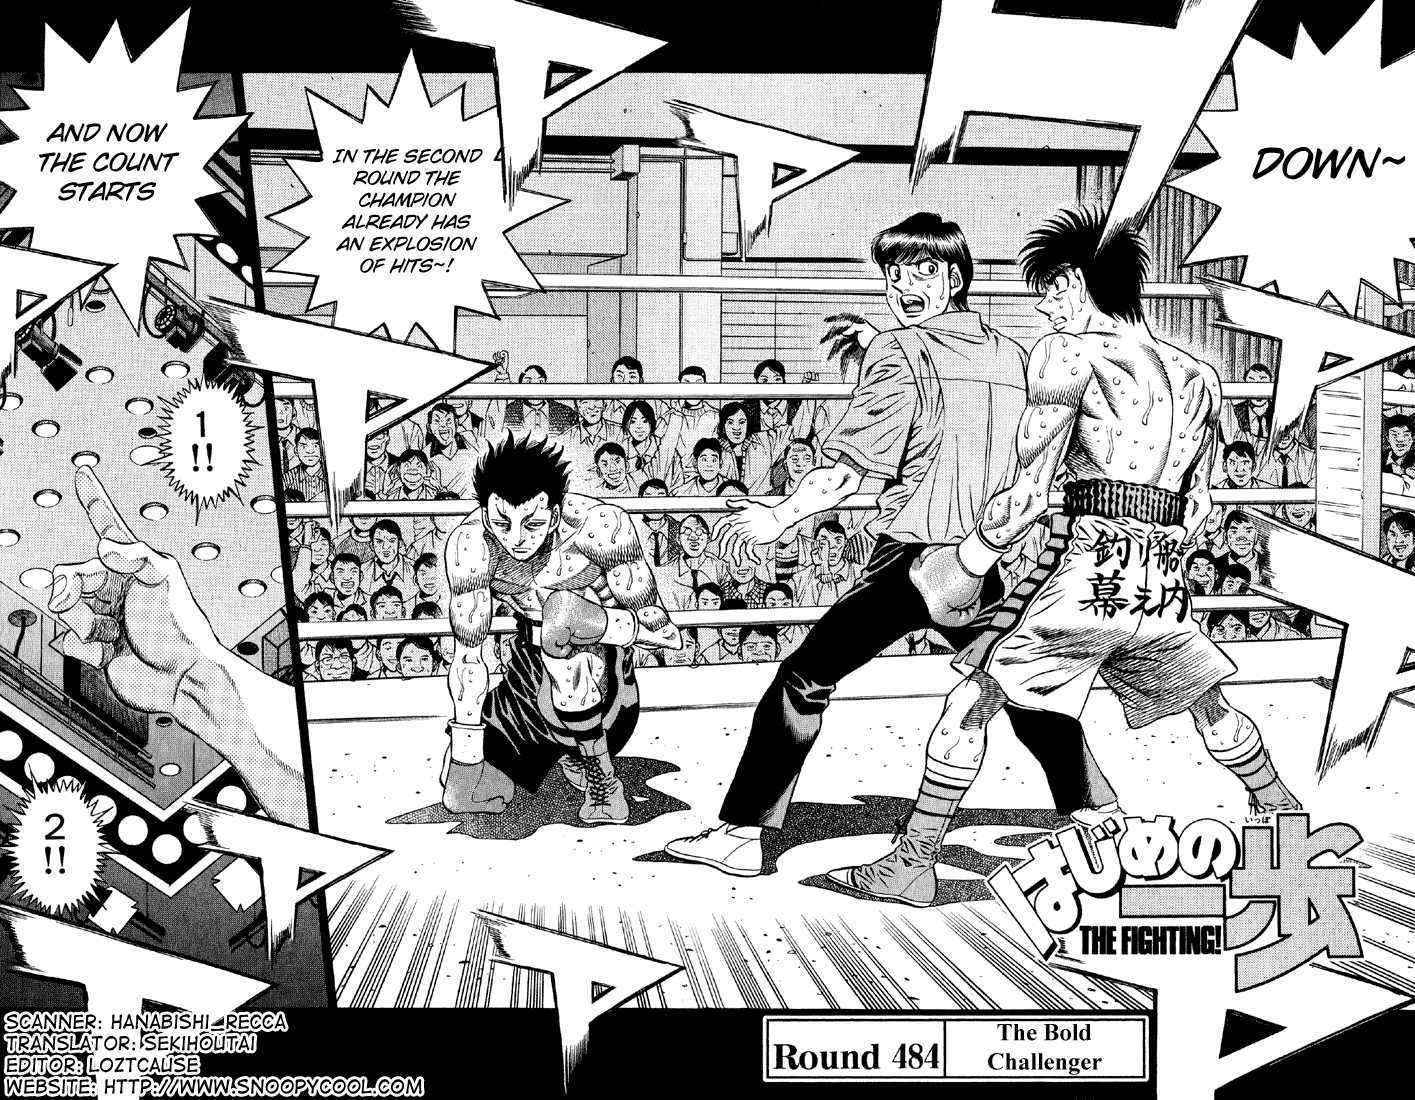 DOWN~
IN THE SECOND
ROUND THE
CHAMPION
ALREADY HAS
AN EXPLOSION
OF HITS~!
AND NOW
THE COUNT
STARTS
1
!!
2
!!
釣り船
幕之内
はじめの一歩
いっぽ
THE FIGHTING!
Round 484
The Bold
Challenger
SCANNER: HANABISHI_RECCA
TRANSLATOR: SEKIHOUTAI
EDITOR: LOZTCAUSE
WEBSITE: HTTP://WWW.SNOOPYCOOL.COM